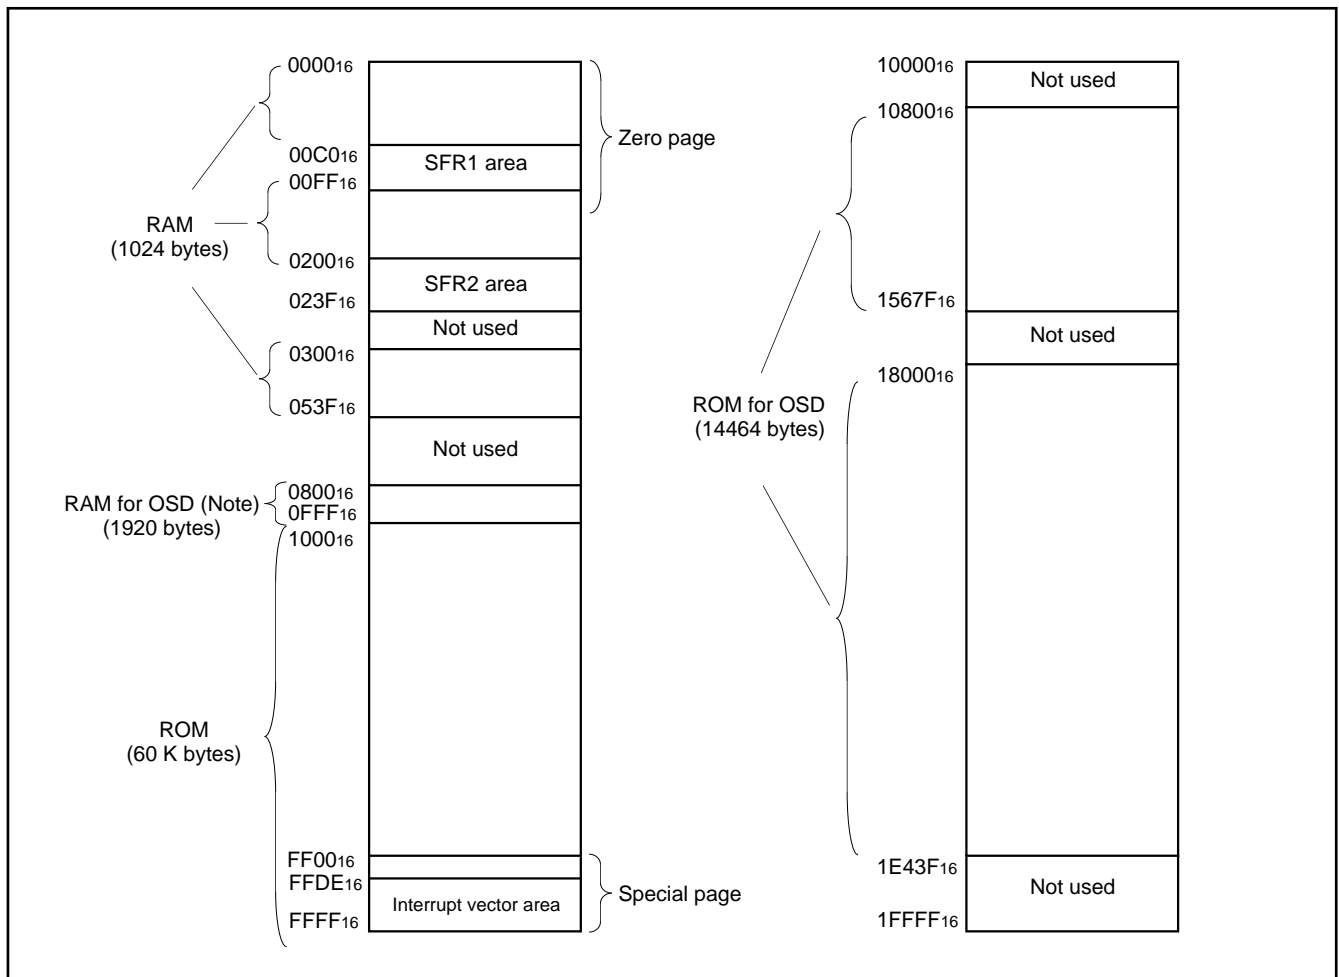 000016
00C016
SFR1 area
00FF16
Zero page
RAM
(1024 bytes)
020016
SFR2 area
023F16
Not used
030016
053F16
Not used
RAM for OSD (Note)
(1920 bytes)
080016
0FFF16
100016
ROM
(60 K bytes)
FF0016
FFDE16
Interrupt vector area
FFFF16
Special page
1000016
Not used
1080016
1567F16
Not used
1800016
ROM for OSD
(14464 bytes)
1E43F16
Not used
1FFFF16